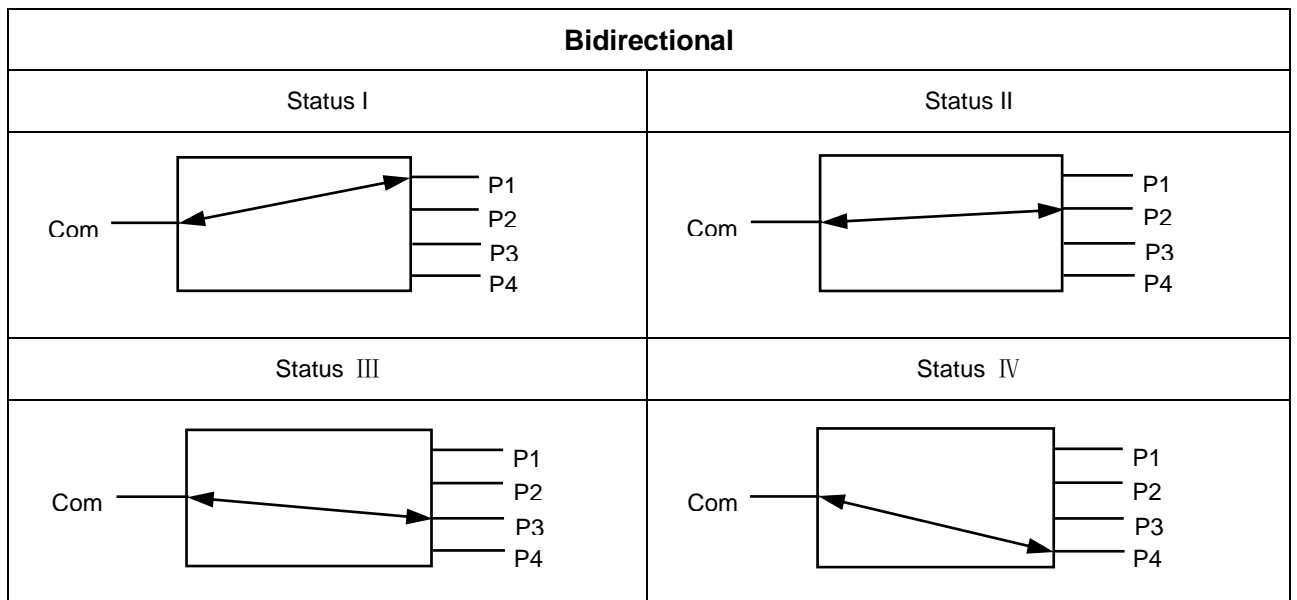 Bidirectional
Status I
Status II
Com
P1
P2
P3
P4
Com
P1
P2
P3
P4
Status Ⅲ
Status Ⅳ
Com
P1
P2
P3
P4
Com
P1
P2
P3
P4